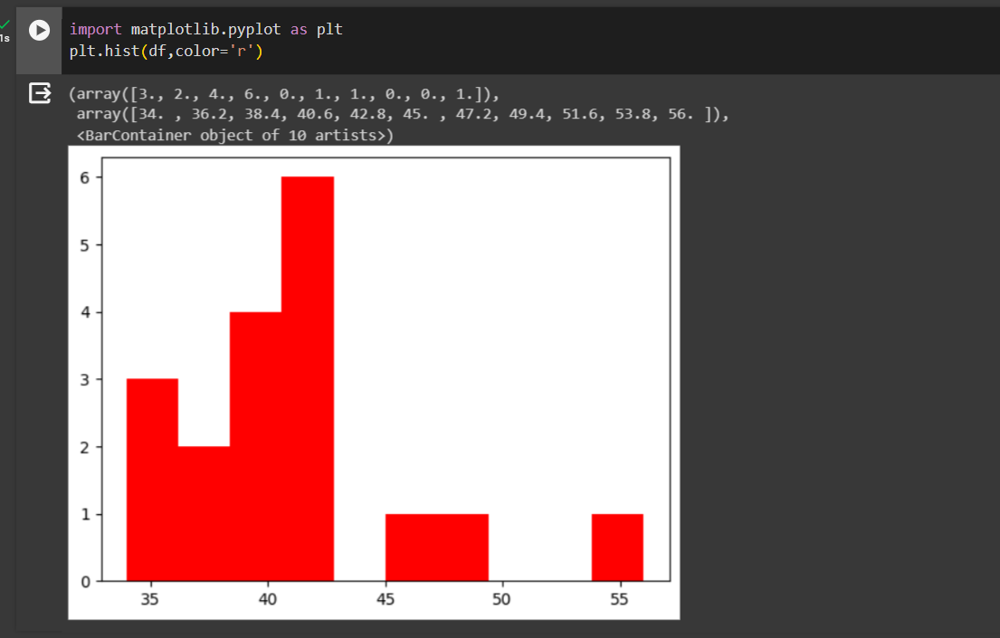 import matplotlib.pyplot as plt
plt.hist(df,color='r')
1s
(array([3., 2., 4., 6., 0., 1., 1., 0., 0., 1.]),
array([34. , 36.2, 38.4, 40.6, 42.8, 45. , 47.2, 49.4, 51.6, 53.8, 56. ]),
<BarContainer object of 10 artists>)
6
5
4
3
2
1
0
35 40 45 50 55